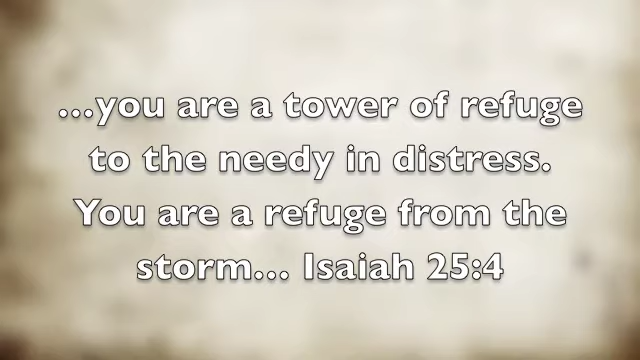 ...you are a tower of refuge
to the needy in distress.
You are a refuge from the
storm... Isaiah 25:4